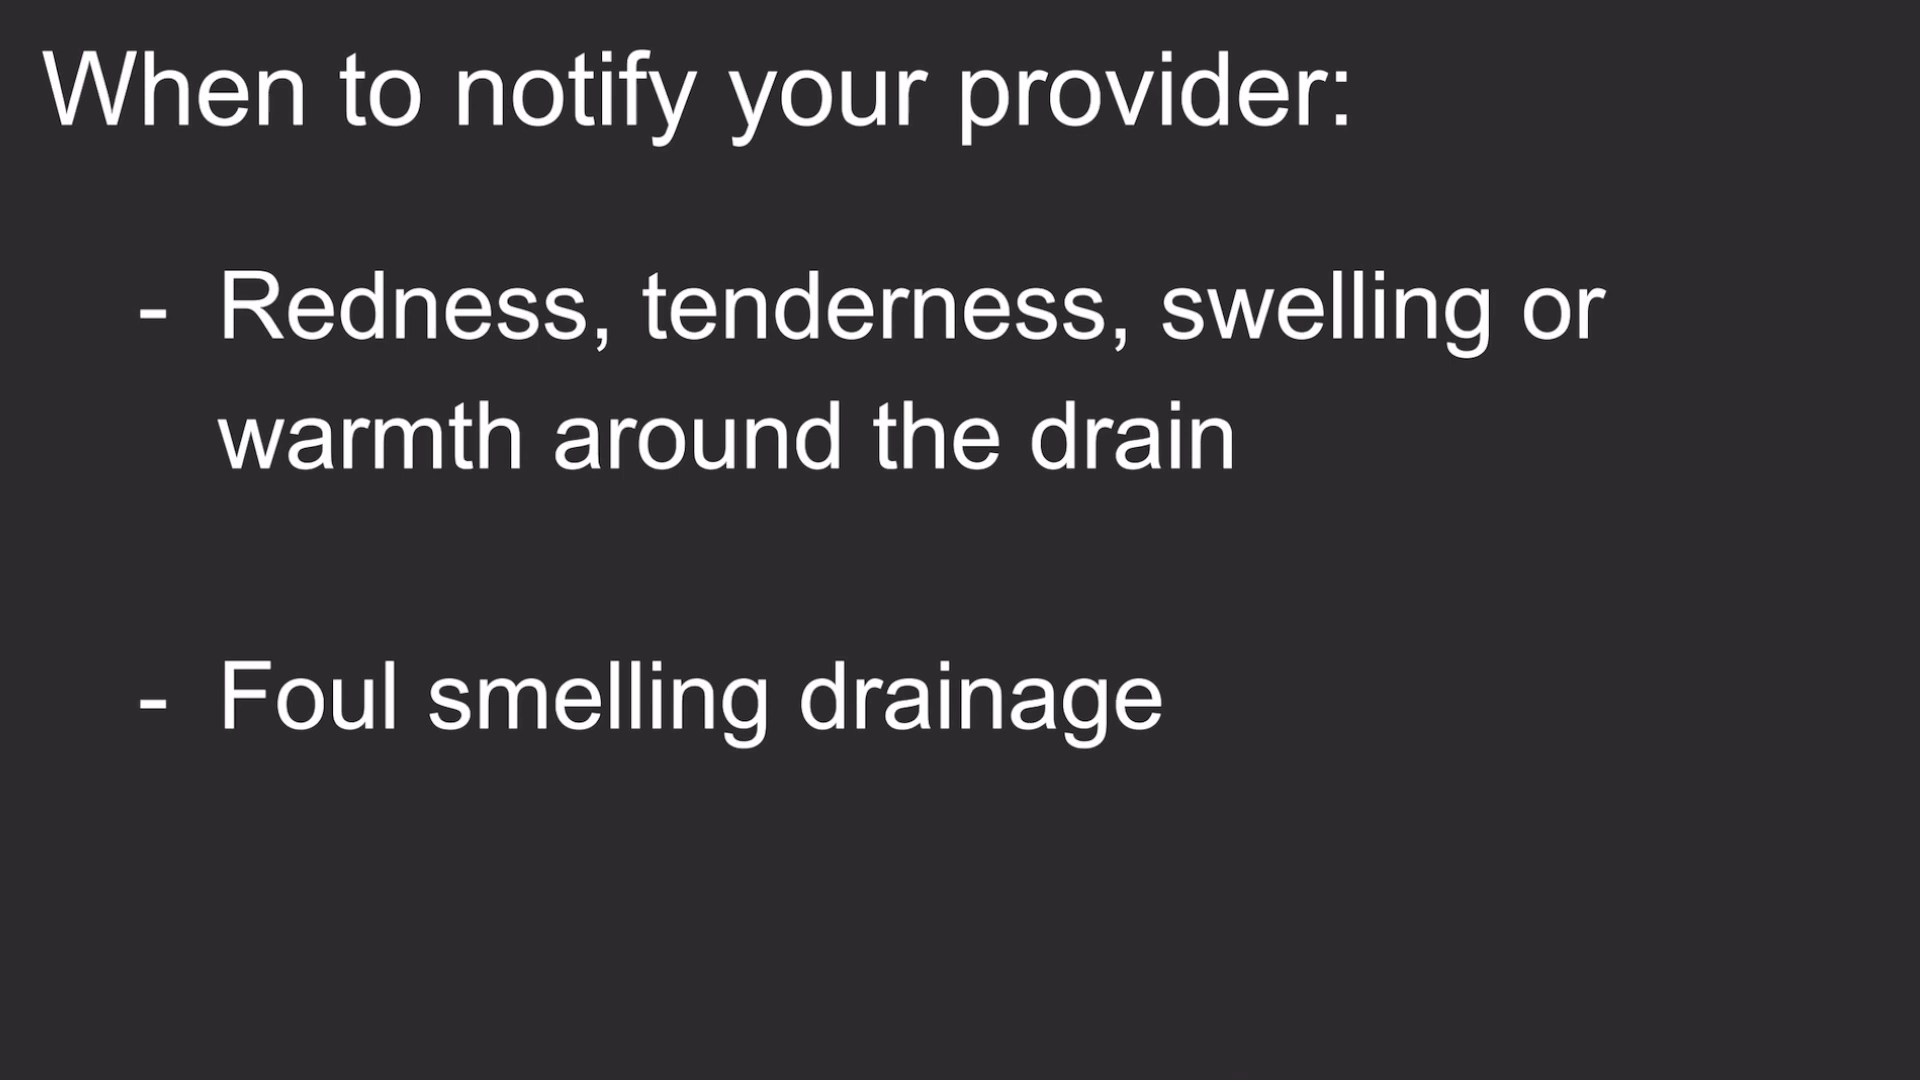 When to notify your provider:
- Redness, tenderness, swelling or
warmth around the drain
- Foul smelling drainage